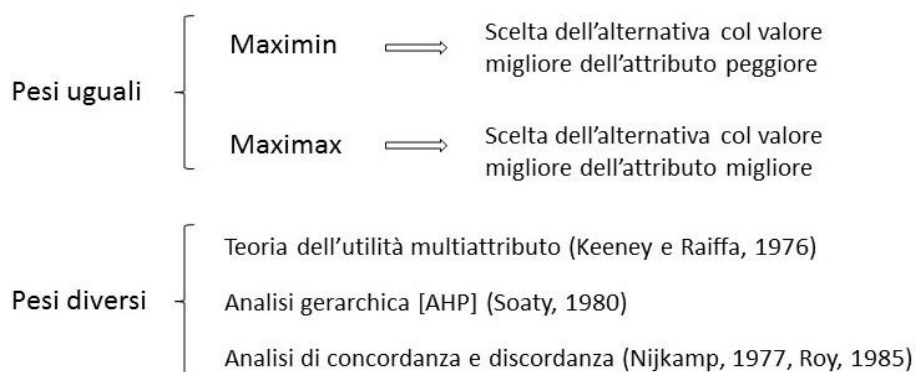 Pesi uguali
Maximin
Scelta dell'alternativa col valore
migliore dell'attributo peggiore
Maximax
Scelta dell'alternativa col valore
migliore dell'attributo migliore
Pesi diversi
Teoria dell'utilità multiattributo (Keeney e Raiffa, 1976)
Analisi gerarchica [AHP] (Soaty, 1980)
Analisi di concordanza e discordanza (Nijkamp, 1977, Roy, 1985)